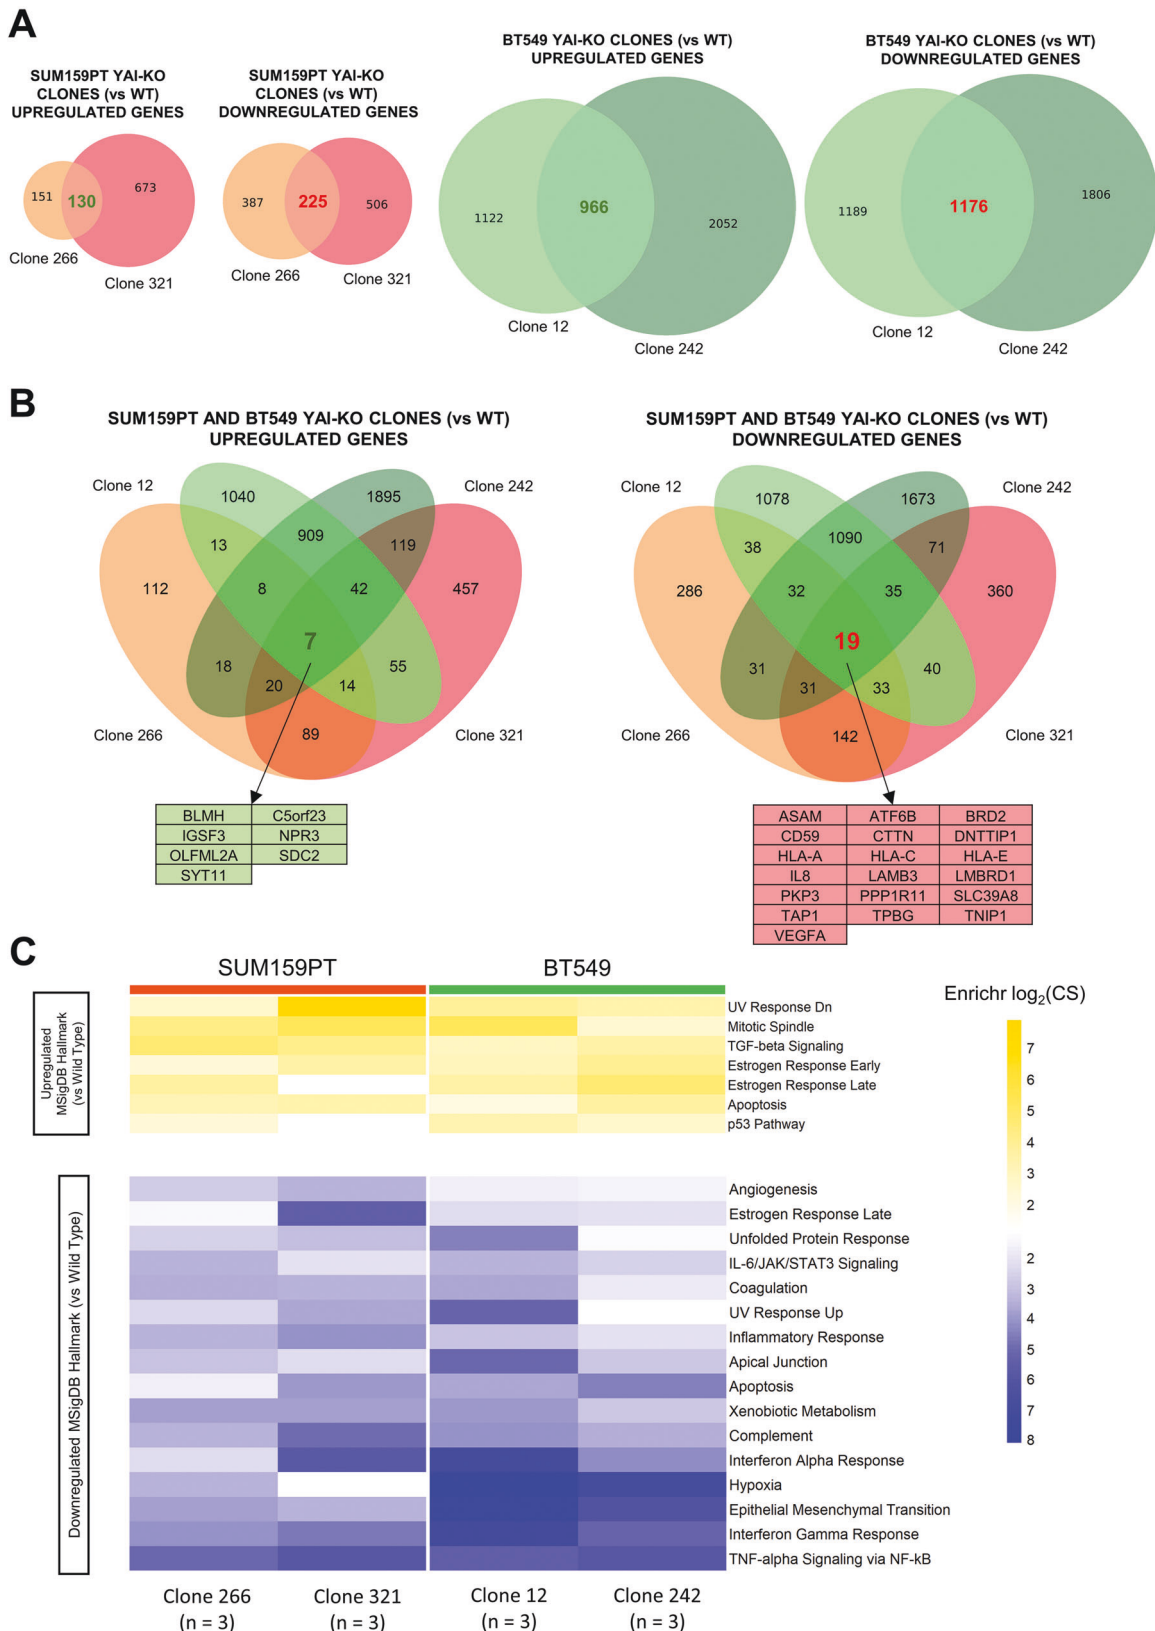 A
SUM159PT YAI-KO
CLONES (vs WT)
UPREGULATED GENES
151
130
673
Clone 266
Clone 321
SUM159PT YAI-KO
CLONES (vs WT)
DOWNREGULATED GENES
387
225
506
Clone 266
Clone 321
BT549 YAI-KO CLONES (vs WT)
UPREGULATED GENES
1122
966
2052
Clone 12
Clone 242
BT549 YAI-KO CLONES (vs WT)
DOWNREGULATED GENES
1189
1176
1806
Clone 12
Clone 242
B
SUM159PT AND BT549 YAI-KO CLONES (vs WT)
UPREGULATED GENES
Clone 12
Clone 242
1040
1895
13
909
119
112
8
42
457
7
18
20
14
55
89
Clone 266
Clone 321
BLMH C5orf23
IGSF3 NPR3
OLFML2A SDC2
SYT11
SUM159PT AND BT549 YAI-KO CLONES (vs WT)
DOWNREGULATED GENES
Clone 12
Clone 242
1078
1673
38
1090
71
286
32
35
360
19
31
31
33
40
142
Clone 266
Clone 321
ASAM ATF6B BRD2
CD59 CTTN DNTTIP1
HLA-A HLA-C HLA-E
IL8 LAMB3 LMBRD1
PKP3 PPP1R11 SLC39A8
TAP1 TPBG TNIP1
VEGFA
C
SUM159PT
BT549
Upregulated
MSigDB Hallmark
(vs Wild Type)
UV Response Dn
Mitotic Spindle
TGF-beta Signaling
Estrogen Response Early
Estrogen Response Late
Apoptosis
p53 Pathway
Downregulated MSigDB Hallmark (vs Wild Type)
Angiogenesis
Estrogen Response Late
Unfolded Protein Response
IL-6/JAK/STAT3 Signaling
Coagulation
UV Response Up
Inflammatory Response
Apical Junction
Apoptosis
Xenobiotic Metabolism
Complement
Interferon Alpha Response
Hypoxia
Epithelial Mesenchymal Transition
Interferon Gamma Response
TNF-alpha Signaling via NF-kB
Clone 266
(n = 3)
Clone 321
(n = 3)
Clone 12
(n = 3)
Clone 242
(n = 3)
Enrichr log₂(CS)
7
6
5
4
3
2
2
3
4
5
6
7
8